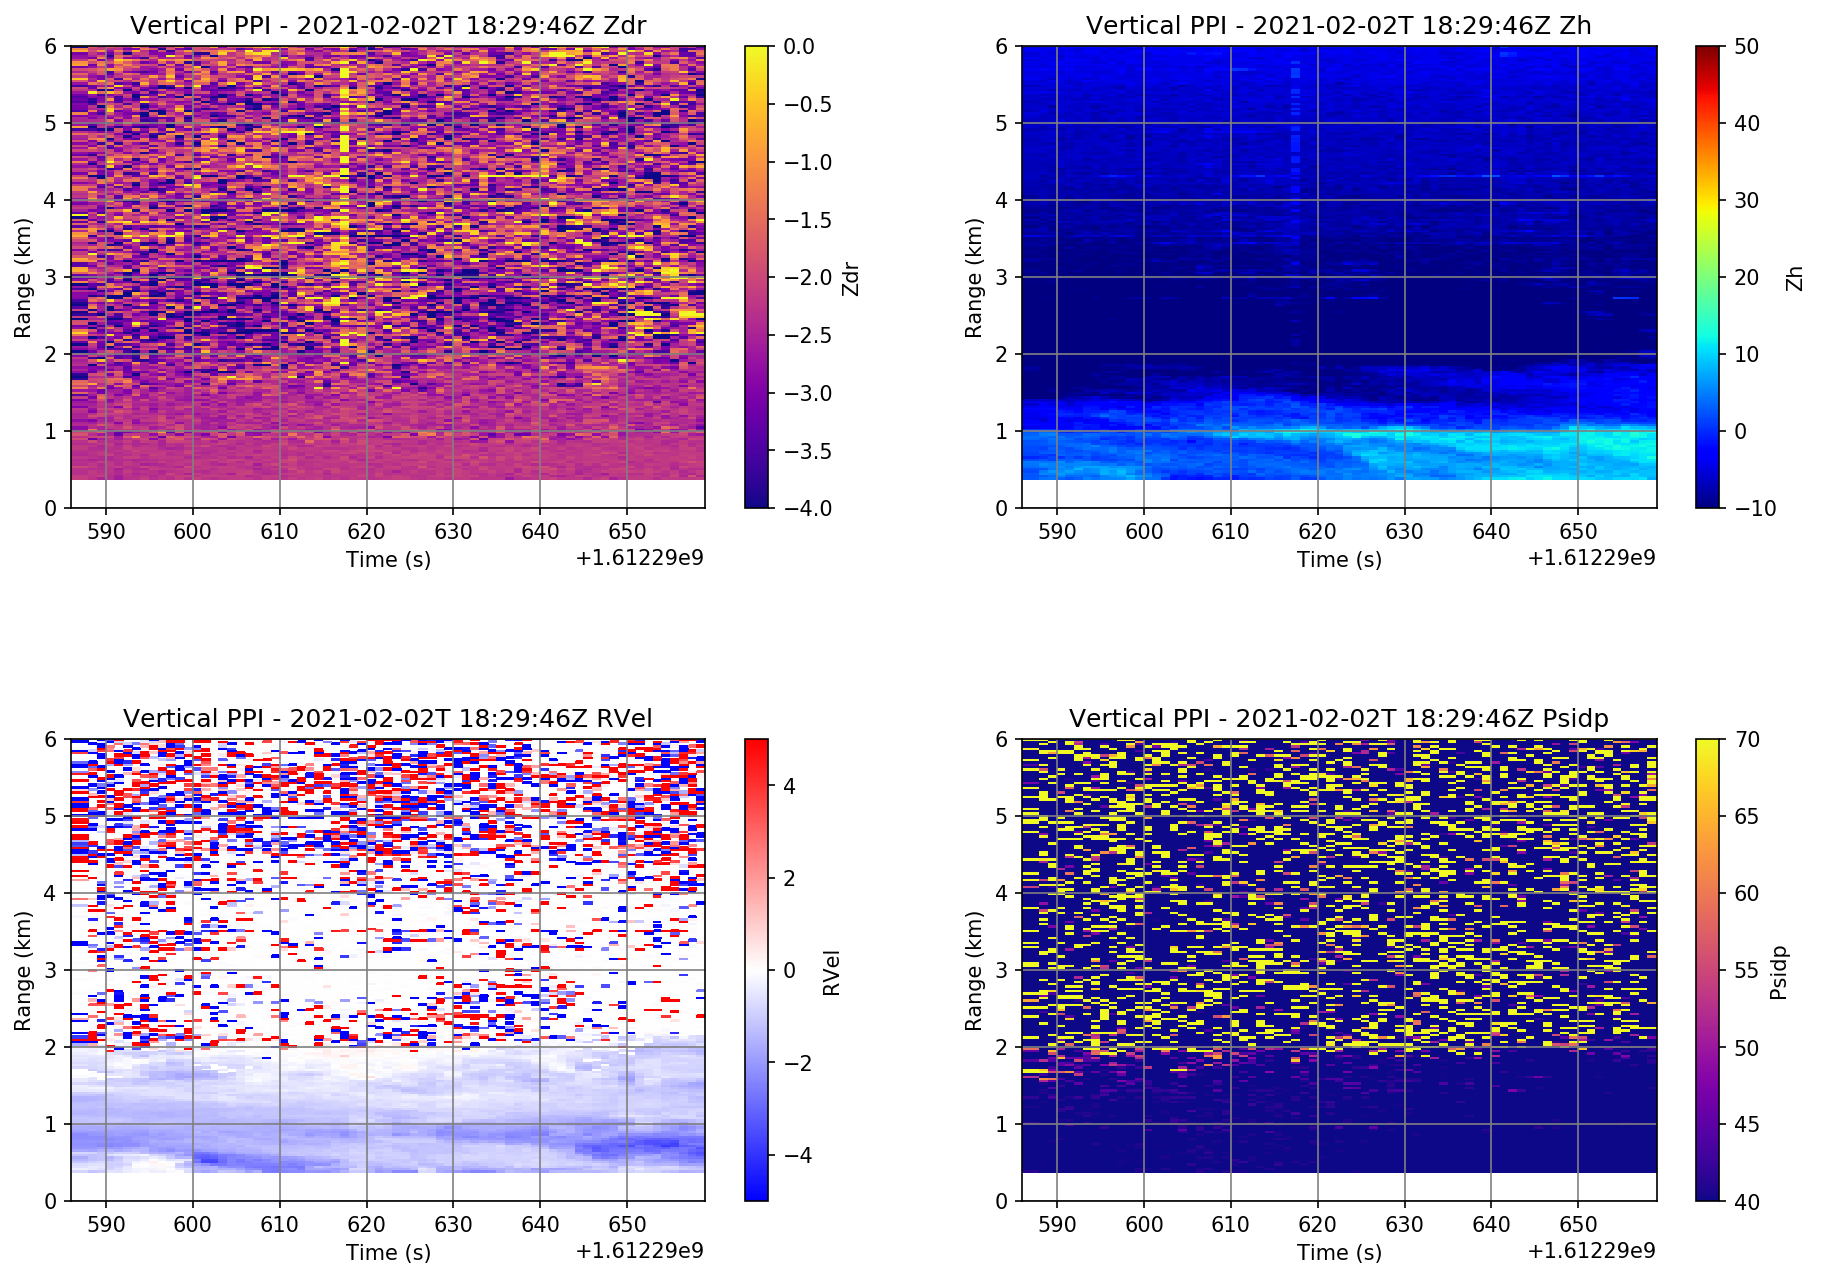 Vertical PPI - 2021-02-02T 18:29:46Z Zdr
6
5
4
3
2
1
0
Range (km)
590 600 610 620 630 640 650
Time (s)
+1.61229e9
0.0
−0.5
−1.0
−1.5
−2.0
−2.5
−3.0
−3.5
−4.0
Zdr
Vertical PPI - 2021-02-02T 18:29:46Z Zh
6
5
4
3
2
1
0
Range (km)
590 600 610 620 630 640 650
Time (s)
+1.61229e9
50
40
30
20
10
0
−10
Zh
Vertical PPI - 2021-02-02T 18:29:46Z RVel
6
5
4
3
2
1
0
Range (km)
590 600 610 620 630 640 650
Time (s)
+1.61229e9
4
2
0
−2
−4
RVel
Vertical PPI - 2021-02-02T 18:29:46Z Psidp
6
5
4
3
2
1
0
Range (km)
590 600 610 620 630 640 650
Time (s)
+1.61229e9
70
65
60
55
50
45
40
Psidp